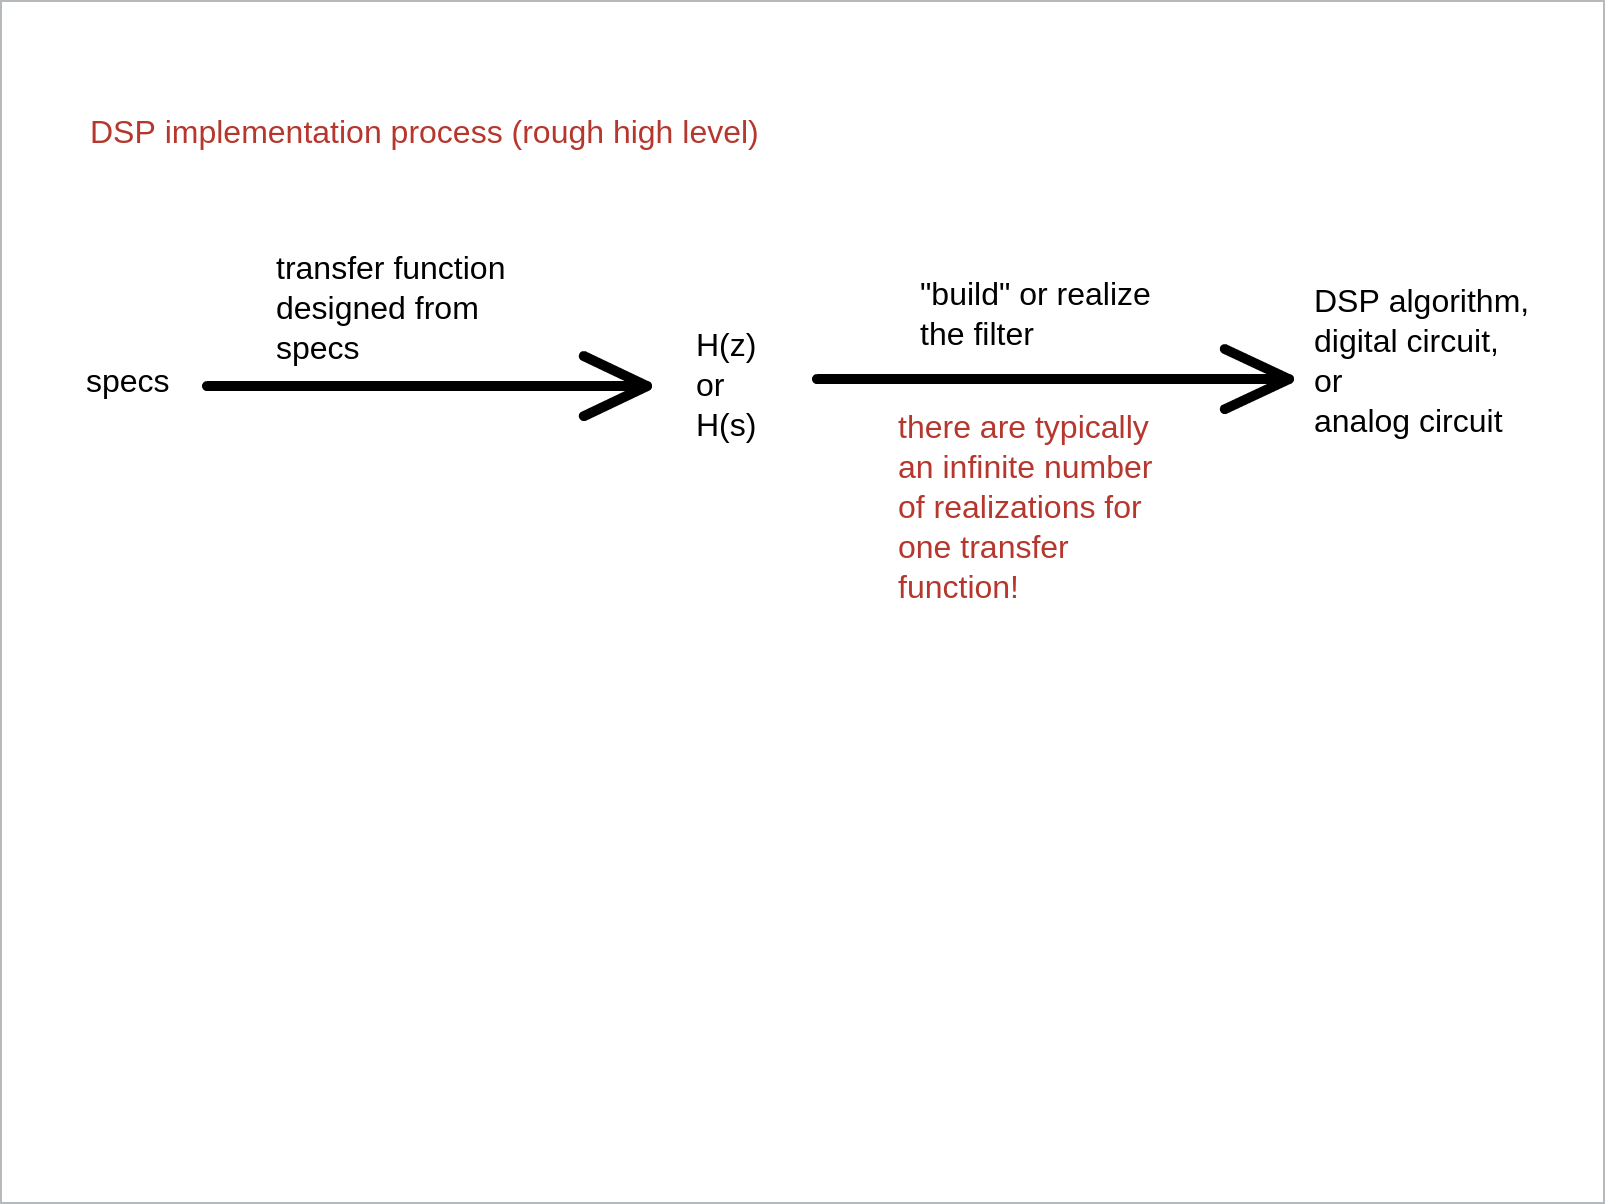 DSP implementation process (rough high level)
specs
transfer function
designed from
specs
H(z)
or
H(s)
"build" or realize
the filter
there are typically
an infinite number
of realizations for
one transfer
function!
DSP algorithm,
digital circuit,
or
analog circuit